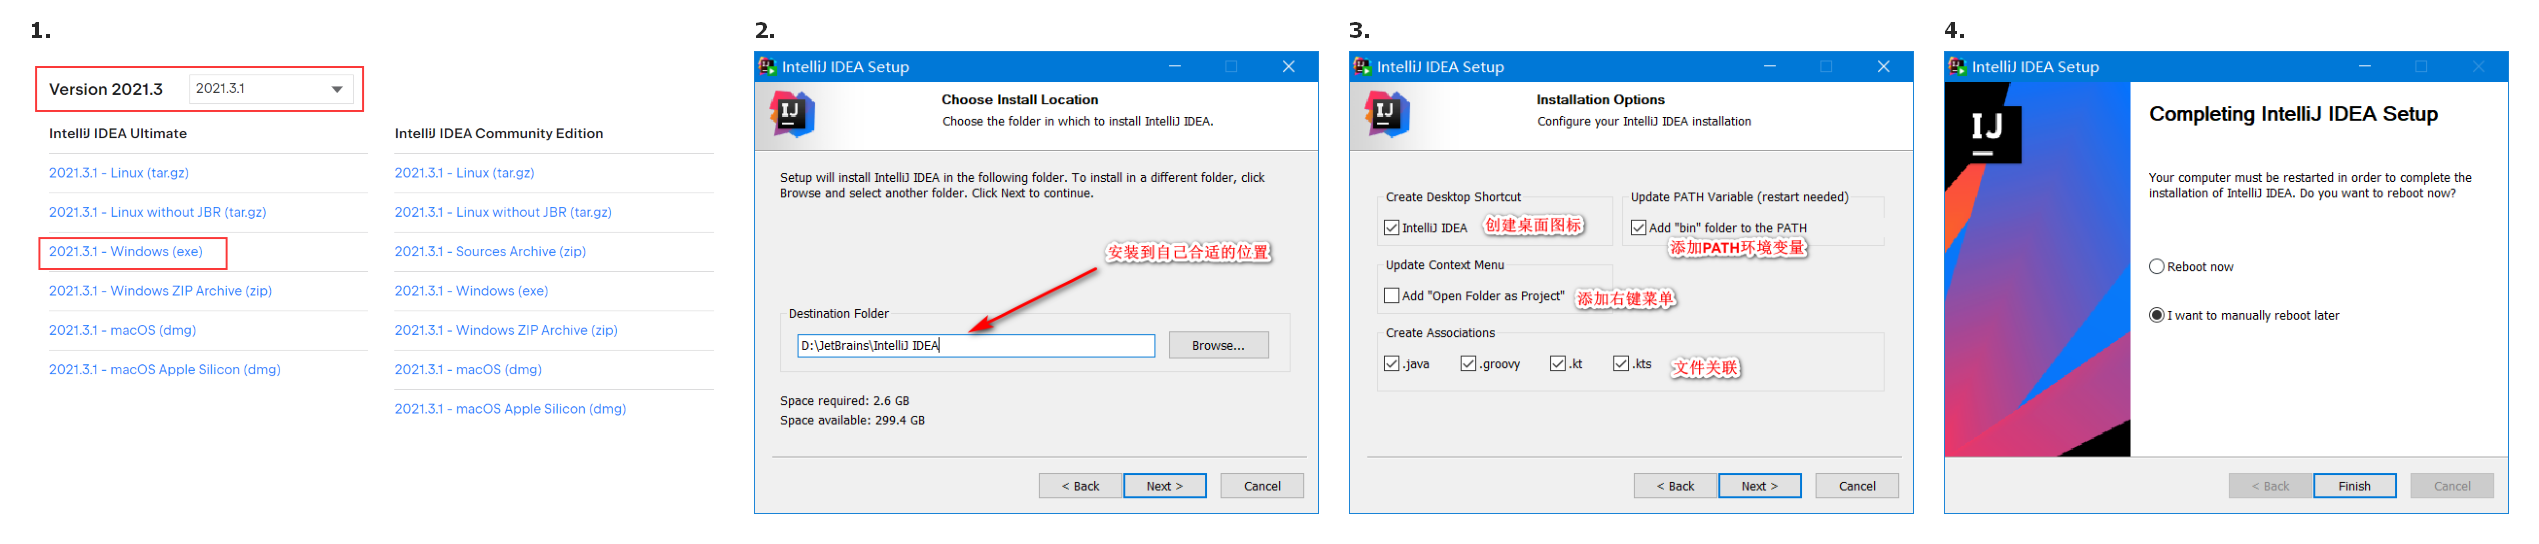 1.
Version 2021.3
2021.3.1
IntelliJ IDEA Ultimate
2021.3.1 - Linux (tar.gz)
2021.3.1 - Linux without JBR (tar.gz)
2021.3.1 - Windows (exe)
2021.3.1 - Windows ZIP Archive (zip)
2021.3.1 - macOS (dmg)
2021.3.1 - macOS Apple Silicon (dmg)
IntelliJ IDEA Community Edition
2021.3.1 - Linux (tar.gz)
2021.3.1 - Linux without JBR (tar.gz)
2021.3.1 - Sources Archive (zip)
2021.3.1 - Windows (exe)
2021.3.1 - Windows ZIP Archive (zip)
2021.3.1 - macOS (dmg)
2021.3.1 - macOS Apple Silicon (dmg)
2.
IntelliJ IDEA Setup
IJ
Choose Install Location
Choose the folder in which to install IntelliJ IDEA.
Setup will install IntelliJ IDEA in the following folder. To install in a different folder, click
Browse and select another folder. Click Next to continue.
安装到自己合适的位置
Destination Folder
D:\JetBrains\IntelliJ IDEA
Browse...
Space required: 2.6 GB
Space available: 299.4 GB
< Back
Next >
Cancel
3.
IntelliJ IDEA Setup
IJ
Installation Options
Configure your IntelliJ IDEA installation
Create Desktop Shortcut
IntelliJ IDEA
创建桌面图标
Update PATH Variable (restart needed)
Add "bin" folder to the PATH
添加PATH环境变量
Update Context Menu
Add "Open Folder as Project"
添加右键菜单
Create Associations
.java
.groovy
.kt
.kts
文件关联
< Back
Next >
Cancel
4.
IntelliJ IDEA Setup
IJ
Completing IntelliJ IDEA Setup
Your computer must be restarted in order to complete the
installation of IntelliJ IDEA. Do you want to reboot now?
Reboot now
I want to manually reboot later
< Back
Finish
Cancel